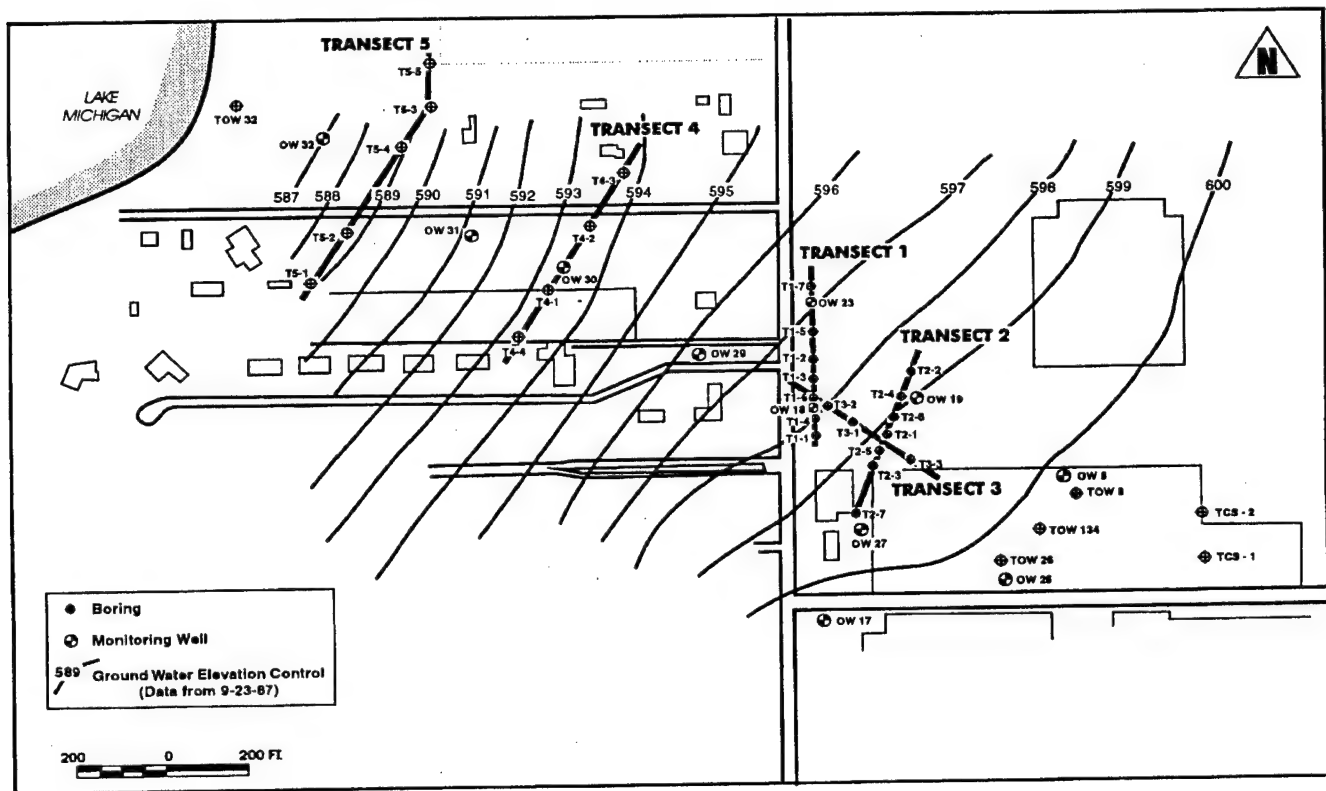 TRANSECT 5
N
T5-5
LAKE
MICHIGAN
TOW 32
T5-3
OW 32
TRANSECT 4
T5-4
T4-3
587
588
589
590
591
592
593
594
595
596
597
598
599
600
T5-2
OW 31
T4-2
TRANSECT 1
OW 30
T5-1
T4-1
T1-7
OW 23
T1-5
T4-4
TRANSECT 2
OW 29
T1-2
T2-2
T1-3
T2-4
OW 19
T1-6
T3-2
OW 18
T2-6
T1-4
T3-1
T2-1
T1-1
T2-5
T3-3
T2-3
OW 8
TRANSECT 3
TOW 8
T2-7
TCS - 2
OW 27
TOW 134
TOW 26
TCS - 1
OW 25
OW 17
Boring
Monitoring Well
589 Ground Water Elevation Control
(Data from 9-23-87)
200 0 200 FT.